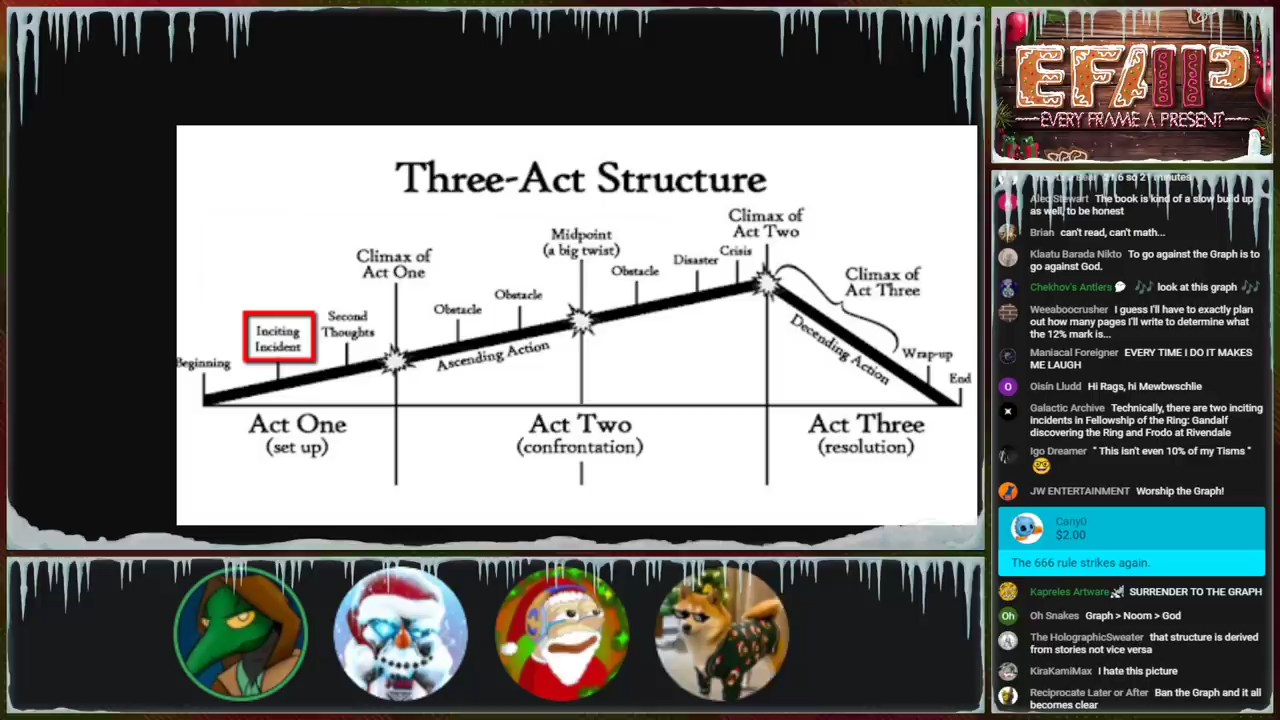 Three-Act Structure
Climax of
Act Two
Midpoint
(a big twist)
Climax of
Act One
Crisis
Disaster
Obstacle
Climax of
Act Three
Obstacle
Obstacle
Second
Thoughts
Inciting
Incident
Beginning
Ascending Action
Decending Action
Wrap-up
End
Act One
(set up)
Act Two
(confrontation)
Act Three
(resolution)
EFAP
EVERY FRAME A PRESENT
Alec Stewart The book is kind of a slow build up
as well, to be honest
Brian can't read, can't math...
Klaatu Barada Nikto To go against the Graph is to
go against God.
Chekhov's Antlers 🎶 look at this graph 🎶
Weeaboocrusher I guess I'll have to exactly plan
out how many pages I'll write to determine what
the 12% mark is...
Maniacal Foreigner EVERY TIME I DO IT MAKES
ME LAUGH
O
Oisín Lludd Hi Rags, hi Mewbwschlie
Galactic Archive Technically, there are two inciting
incidents in Fellowship of the Ring: Gandalf
discovering the Ring and Frodo at Rivendale
Igo Dreamer " This isn't even 10% of my Tisms "
🤓
JW ENTERTAINMENT Worship the Graph!
Cany0
$2.00
The 666 rule strikes again.
Kapreles Artware SURRENDER TO THE GRAPH
Oh
Oh Snakes Graph > Noom > God
The HolographicSweater that structure is derived
from stories not vice versa
KiraKamiMax I hate this picture
Reciprocate Later or After Ban the Graph and it all
becomes clear